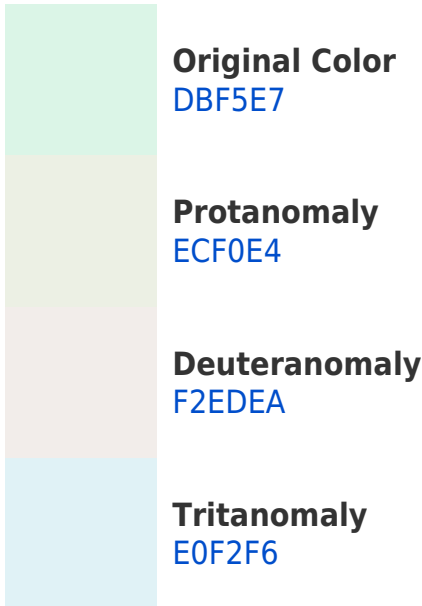 Original Color
DBF5E7
Protanomaly
ECF0E4
Deuteranomaly
F2EDEA
Tritanomaly
E0F2F6